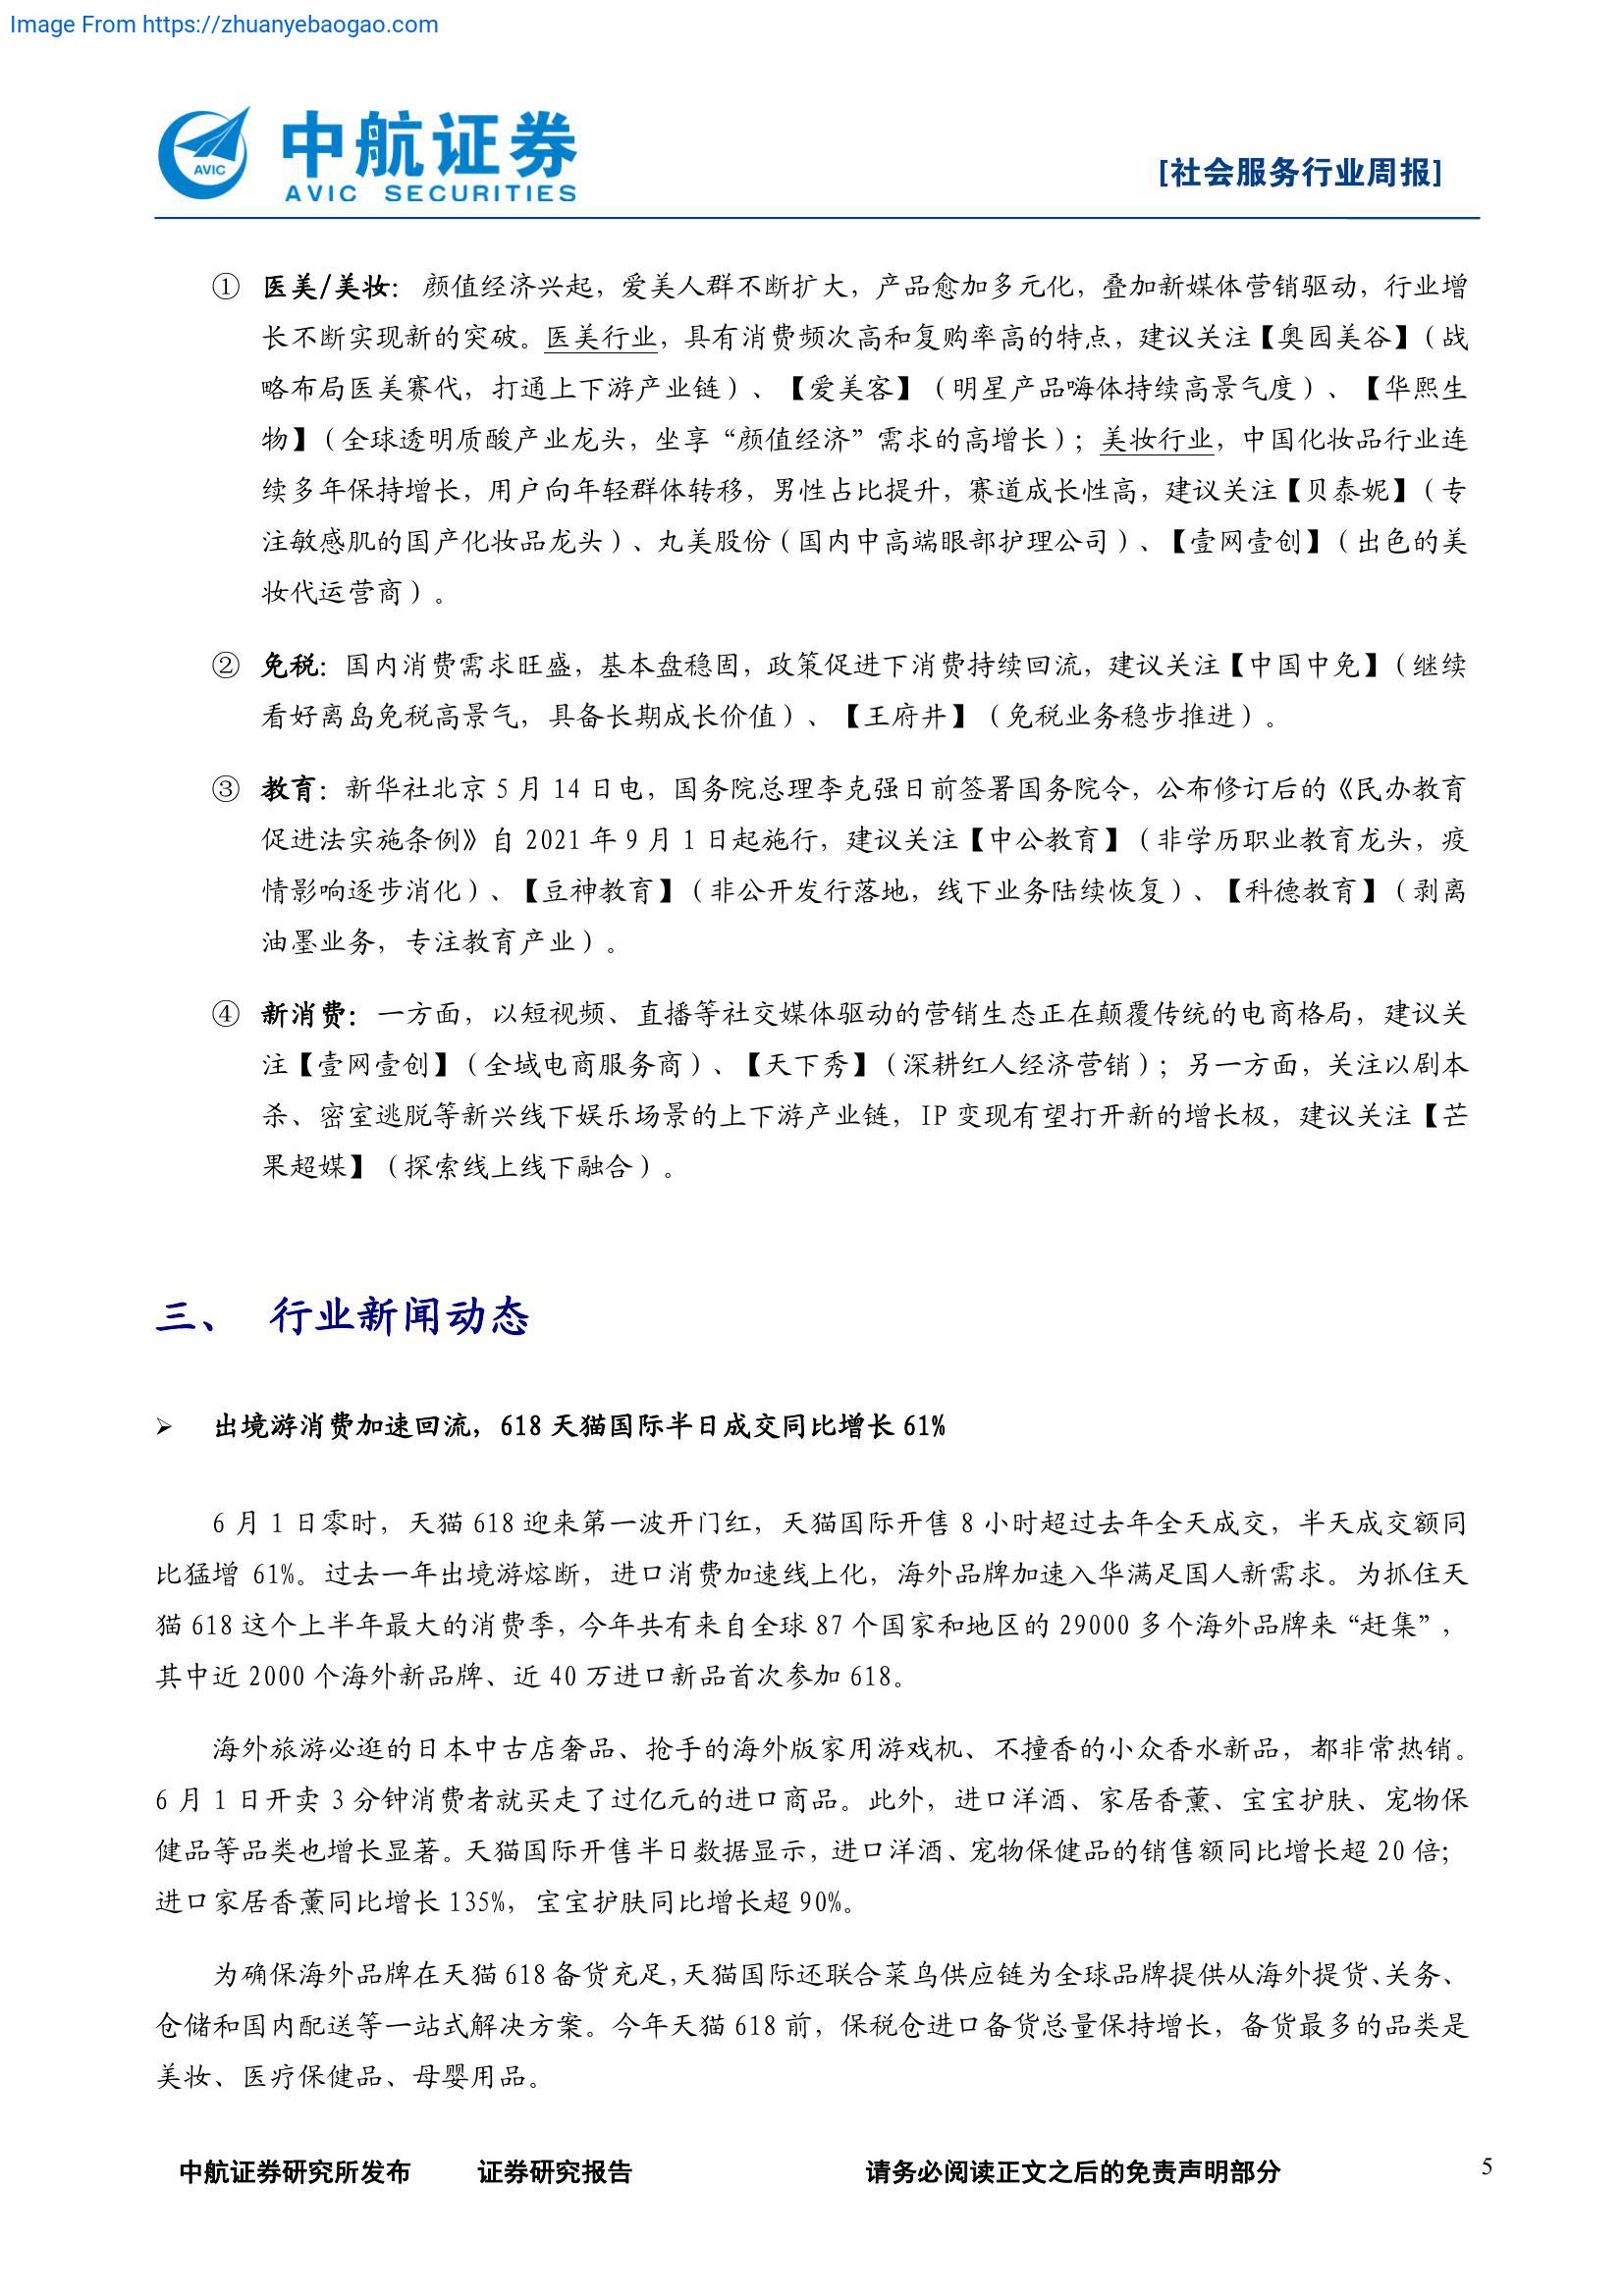 Image From https://zhuanyebaogao.com
AVIC
中航证券
AVIC SECURITIES
[社会服务行业周报]
① 医美/美妆： 颜值经济兴起，爱美人群不断扩大，产品愈加多元化，叠加新媒体营销驱动，行业增
长不断实现新的突破。医美行业，具有消费频次高和复购率高的特点，建议关注【奥园美谷】（战
略布局医美赛代，打通上下游产业链）、【爱美客】（明星产品嗨体持续高景气度）、【华熙生
物】（全球透明质酸产业龙头，坐享“颜值经济”需求的高增长）；美妆行业，中国化妆品行业连
续多年保持增长，用户向年轻群体转移，男性占比提升，赛道成长性高，建议关注【贝泰妮】（专
注敏感肌的国产化妆品龙头）、丸美股份（国内中高端眼部护理公司）、【壹网壹创】（出色的美
妆代运营商）。
② 免税：国内消费需求旺盛，基本盘稳固，政策促进下消费持续回流，建议关注【中国中免】（继续
看好离岛免税高景气，具备长期成长价值）、【王府井】（免税业务稳步推进）。
③ 教育：新华社北京 5 月 14 日电，国务院总理李克强日前签署国务院令，公布修订后的《民办教育
促进法实施条例》自 2021 年 9 月 1 日起施行，建议关注【中公教育】（非学历职业教育龙头，疫
情影响逐步消化）、【豆神教育】（非公开发行落地，线下业务陆续恢复）、【科德教育】（剥离
油墨业务，专注教育产业）。
④ 新消费：一方面，以短视频、直播等社交媒体驱动的营销生态正在颠覆传统的电商格局，建议关
注【壹网壹创】（全域电商服务商）、【天下秀】（深耕红人经济营销）；另一方面，关注以剧本
杀、密室逃脱等新兴线下娱乐场景的上下游产业链，IP 变现有望打开新的增长极，建议关注【芒
果超媒】（探索线上线下融合）。
三、 行业新闻动态
➢ 出境游消费加速回流，618 天猫国际半日成交同比增长 61%
6 月 1 日零时，天猫 618 迎来第一波开门红，天猫国际开售 8 小时超过去年全天成交，半天成交额同
比猛增 61%。过去一年出境游熔断，进口消费加速线上化，海外品牌加速入华满足国人新需求。为抓住天
猫 618 这个上半年最大的消费季，今年共有来自全球 87 个国家和地区的 29000 多个海外品牌来“赶集”，
其中近 2000 个海外新品牌、近 40 万进口新品首次参加 618。
海外旅游必逛的日本中古店奢品、抢手的海外版家用游戏机、不撞香的小众香水新品，都非常热销。
6 月 1 日开卖 3 分钟消费者就买走了过亿元的进口商品。此外，进口洋酒、家居香薰、宝宝护肤、宠物保
健品等品类也增长显著。天猫国际开售半日数据显示，进口洋酒、宠物保健品的销售额同比增长超 20 倍；
进口家居香薰同比增长 135%，宝宝护肤同比增长超 90%。
为确保海外品牌在天猫 618 备货充足，天猫国际还联合菜鸟供应链为全球品牌提供从海外提货、关务、
仓储和国内配送等一站式解决方案。今年天猫 618 前，保税仓进口备货总量保持增长，备货最多的品类是
美妆、医疗保健品、母婴用品。
中航证券研究所发布 证券研究报告 请务必阅读正文之后的免责声明部分 5